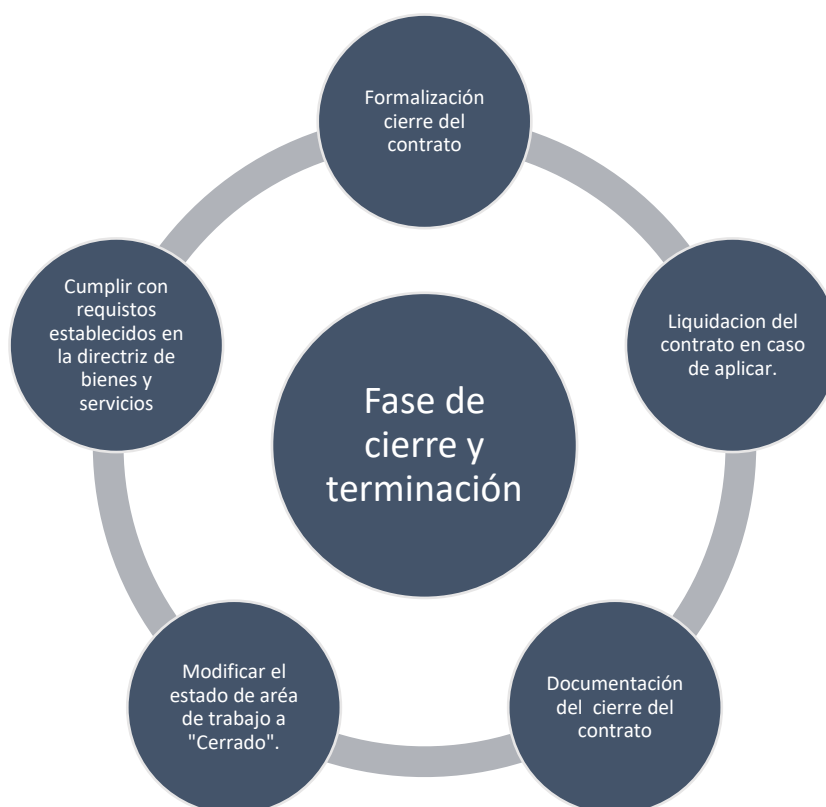 Formalización
cierre del
contrato
Cumplir con
requistos
establecidos en
la directriz de
bienes y
servicios
Liquidacion del
contrato en caso
de aplicar.
Fase de
cierre y
terminación
Modificar el
estado de aréa
de trabajo a
"Cerrado".
Documentación
del cierre del
contrato